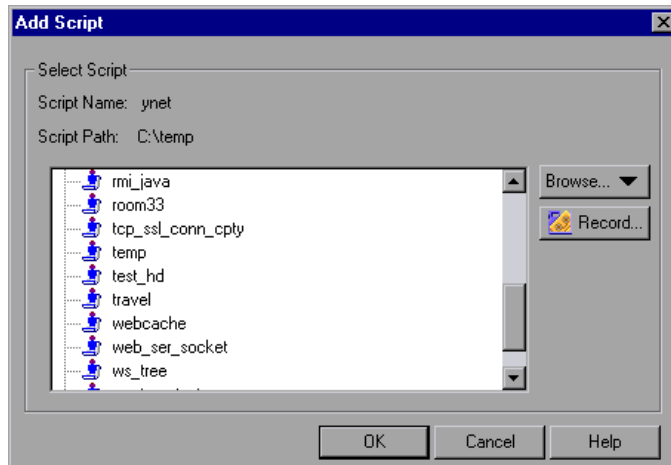 Add Script
Select Script
Script Name: ynet
Script Path: C:\temp
rmi_java
room33
tcp_ssl_conn_cpty
temp
test_hd
travel
webcache
web_ser_socket
ws_tree
Browse...
Record...
OK
Cancel
Help